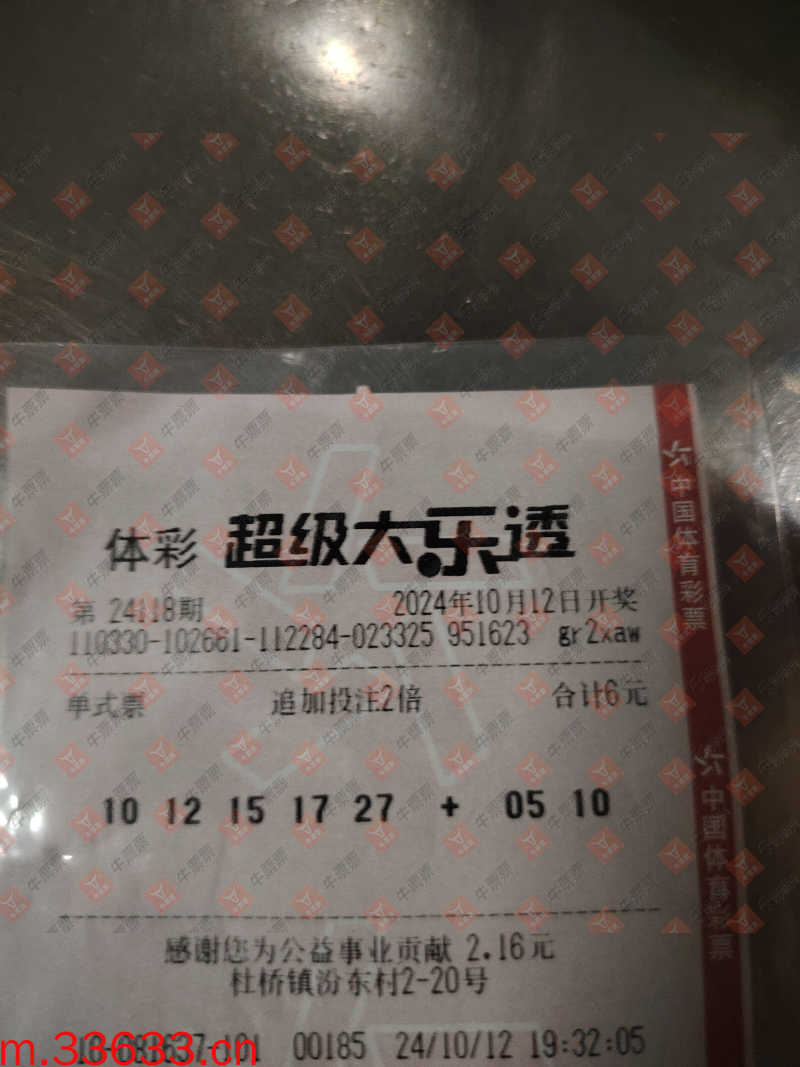 体彩 超级大乐透
第 24118期 2024年10月12日开奖
110330-102661-112284-023325 951623 gr2xaw
单式票 追加投注2倍 合计6元
10 12 15 17 27 + 05 10
感谢您为公益事业贡献 2.16元
杜桥镇汾东村2-20号
00185 24/10/12 19:32:05
m.33633.cn
中国体育彩票
中国体育彩票
牛票票